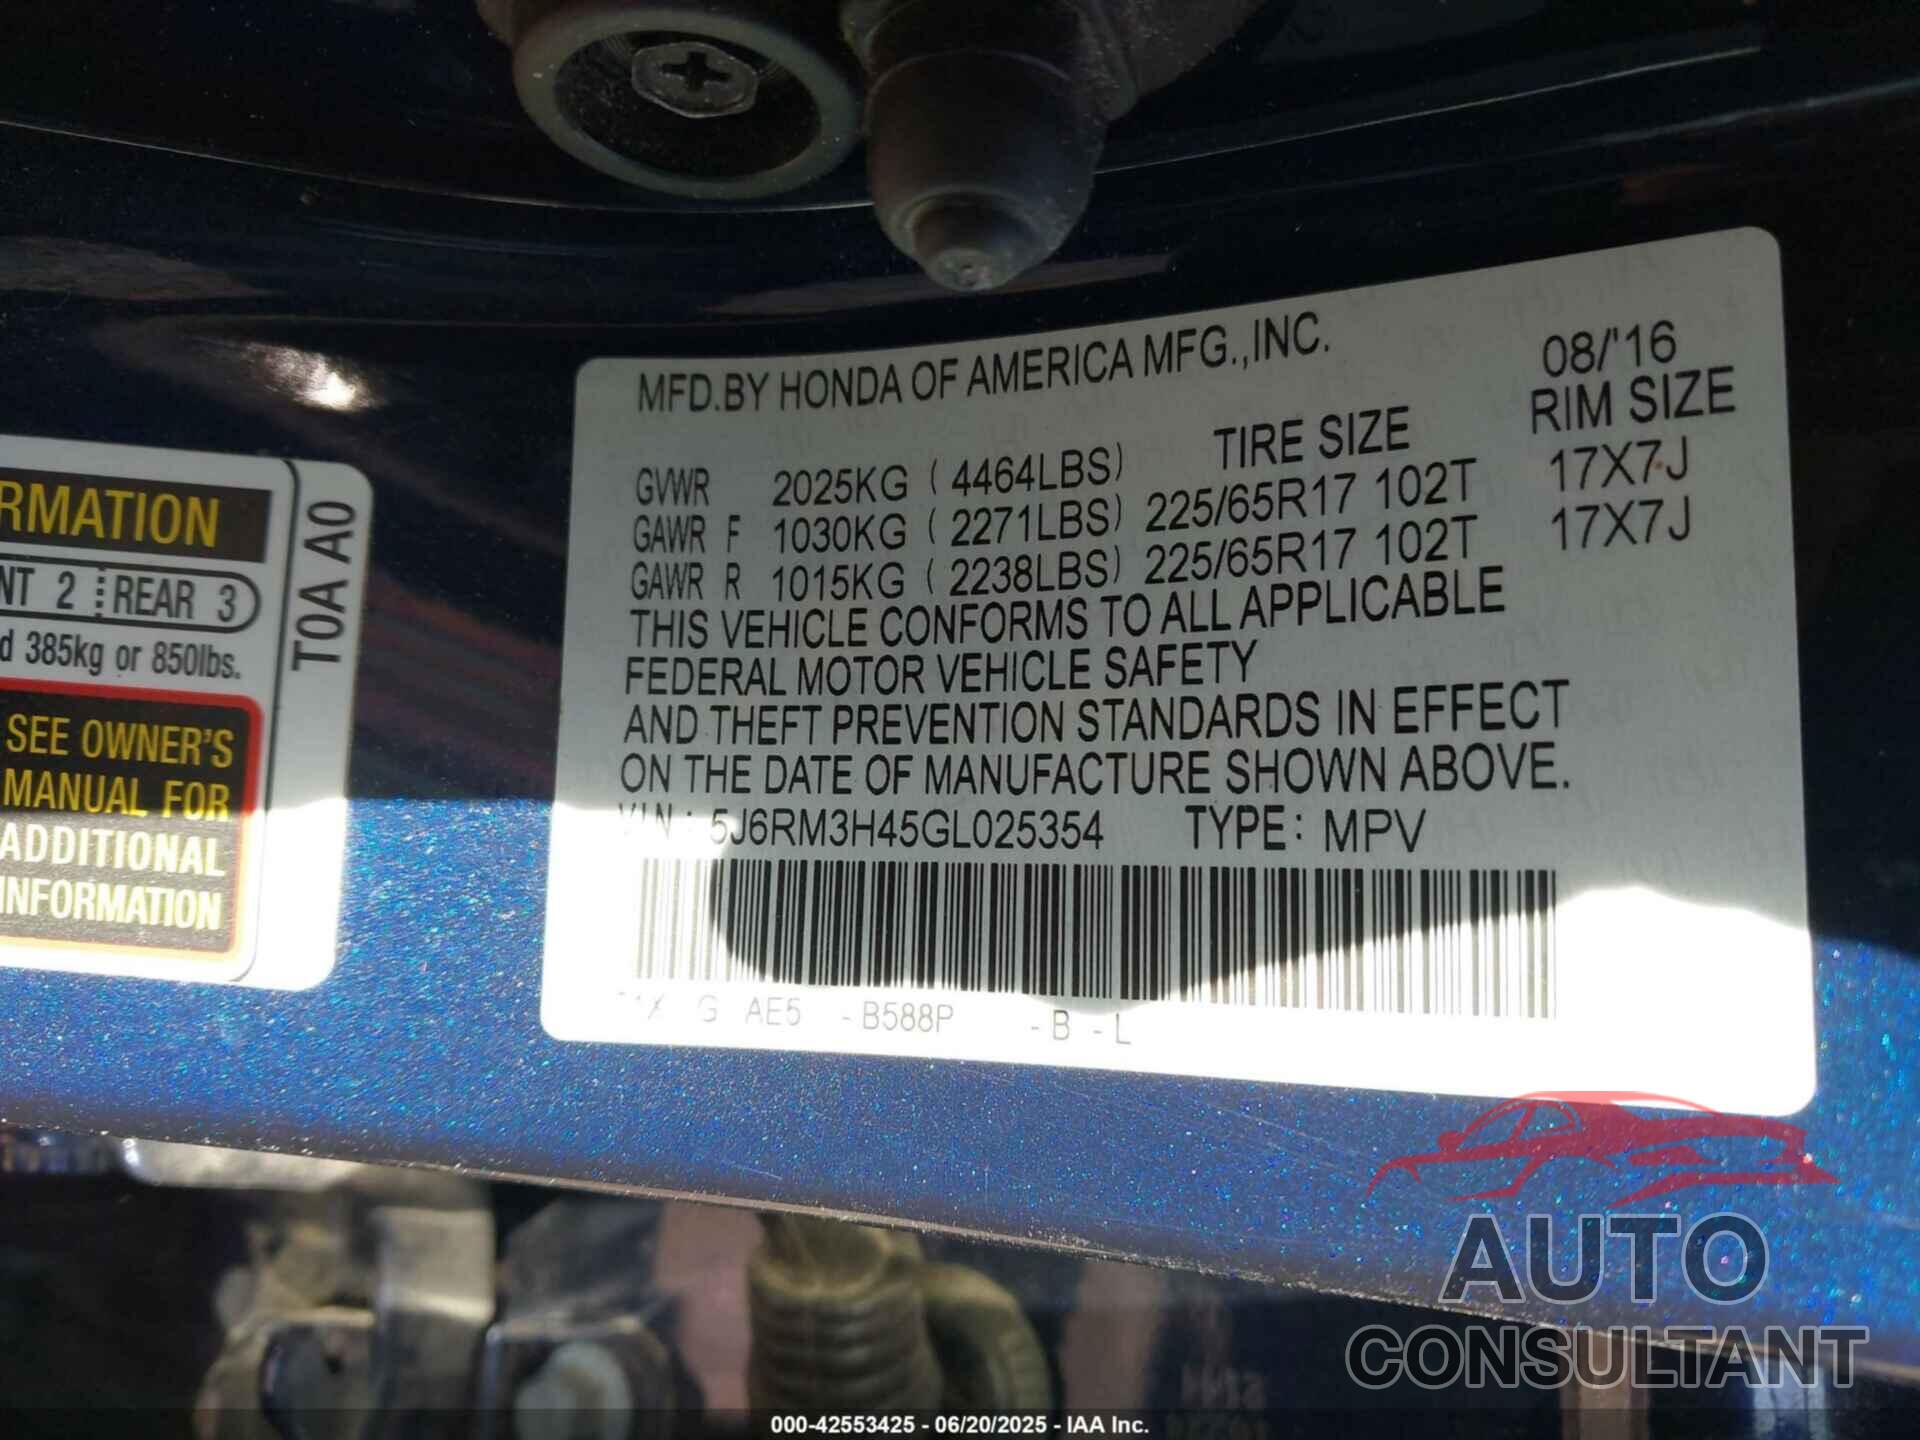 RMATION
NT 2 REAR 3
d 385kg or 850lbs.
SEE OWNER'S
MANUAL FOR
ADDITIONAL
INFORMATION
T0A A0
MFD.BY HONDA OF AMERICA MFG.,INC. 08/'16
TIRE SIZE RIM SIZE
GVWR 2025KG ( 4464LBS)
GAWR F 1030KG ( 2271LBS) 225/65R17 102T 17X7J
GAWR R 1015KG ( 2238LBS) 225/65R17 102T 17X7J
THIS VEHICLE CONFORMS TO ALL APPLICABLE
FEDERAL MOTOR VEHICLE SAFETY
AND THEFT PREVENTION STANDARDS IN EFFECT
ON THE DATE OF MANUFACTURE SHOWN ABOVE.
VIN : 5J6RM3H45GL025354 TYPE: MPV
G AE5 - B588P - B - L
AUTO
CONSULTANT
000-42553425 - 06/20/2025 - IAA Inc.